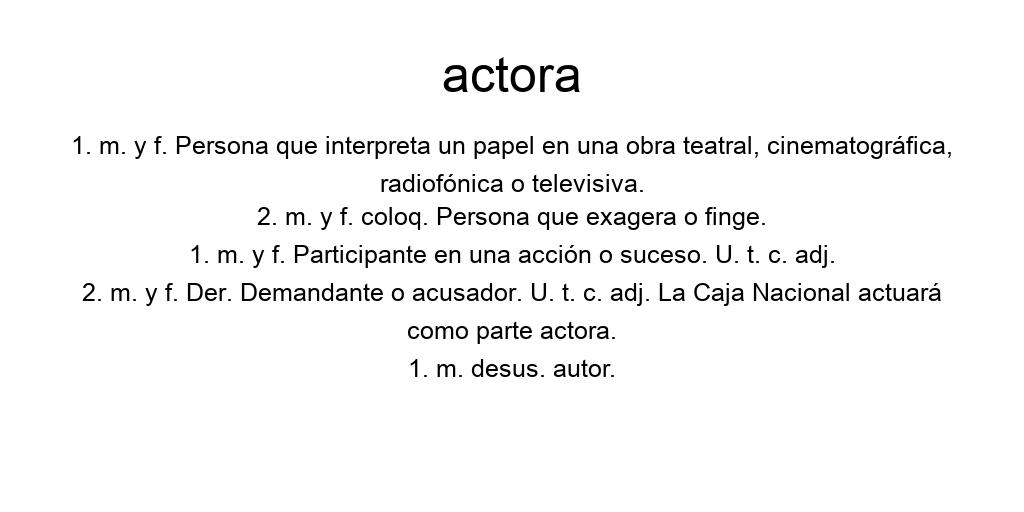 actora
1. m. y f. Persona que interpreta un papel en una obra teatral, cinematográfica,
radiofónica o televisiva.
2. m. y f. coloq. Persona que exagera o finge.
1. m. y f. Participante en una acción o suceso. U. t. c. adj.
2. m. y f. Der. Demandante o acusador. U. t. c. adj. La Caja Nacional actuará
como parte actora.
1. m. desus. autor.